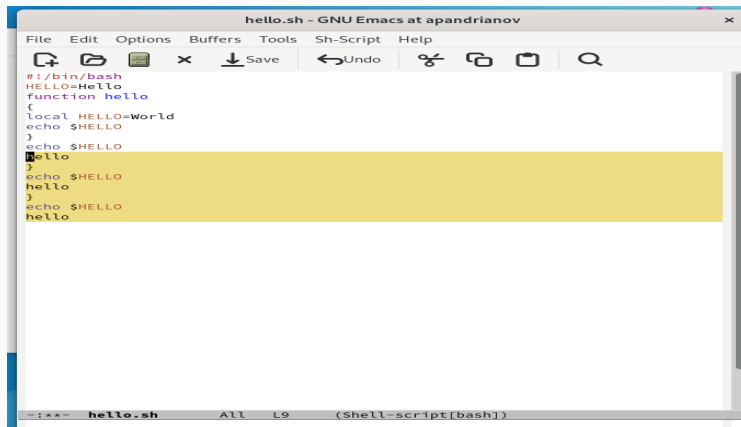 hello.sh - GNU Emacs at apandrianov
File Edit Options Buffers Tools Sh-Script Help
Save Undo
#!/bin/bash
HELLO=Hello
function hello
{
local HELLO=World
echo $HELLO
}
echo $HELLO
hello
}
echo $HELLO
hello
}
echo $HELLO
hello
-:**- hello.sh All L9 (Shell-script[bash])